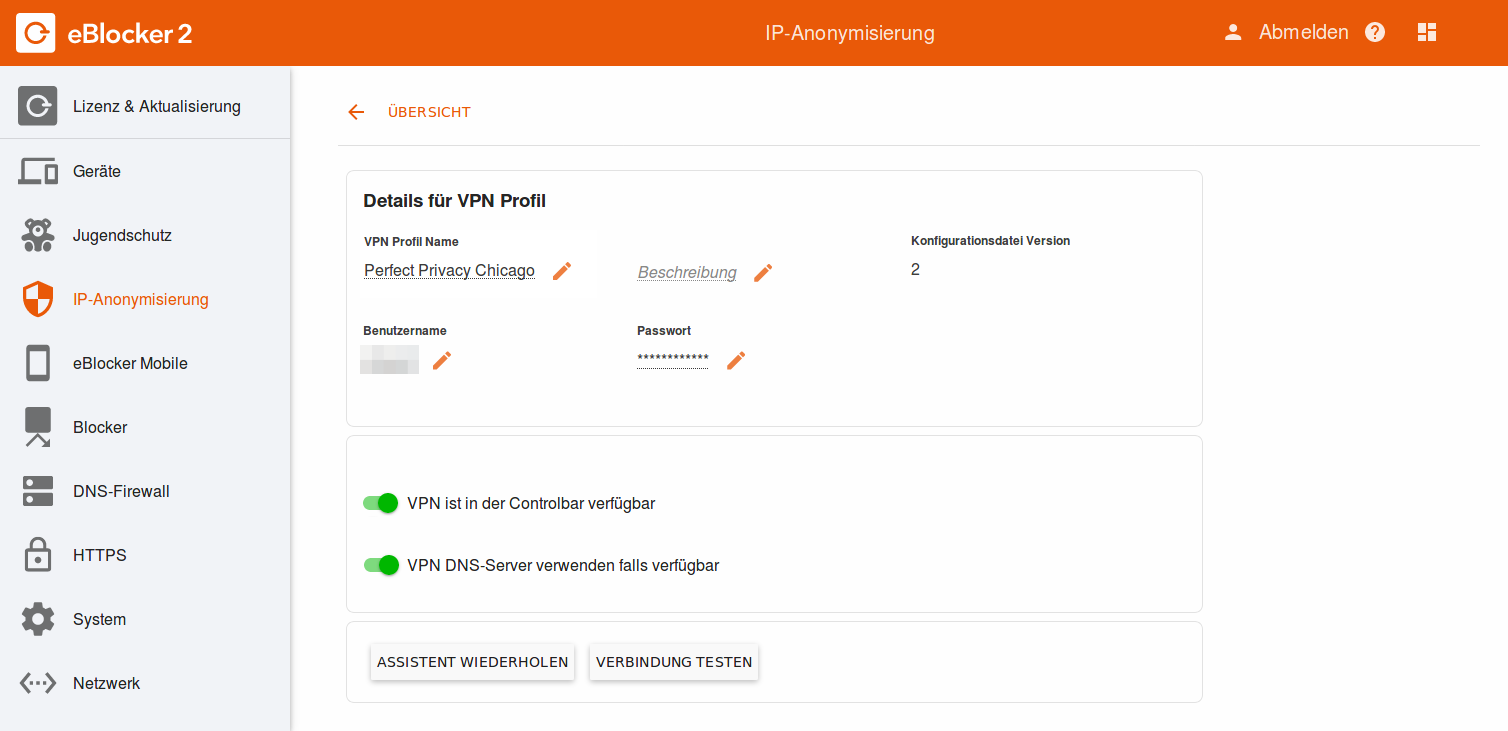 eBlocker 2
IP-Anonymisierung
Abmelden
?
Lizenz & Aktualisierung
Geräte
Jugendschutz
IP-Anonymisierung
eBlocker Mobile
Blocker
DNS-Firewall
HTTPS
System
Netzwerk
ÜBERSICHT
Details für VPN Profil
VPN Profil Name
Konfigurationsdatei Version
Perfect Privacy Chicago
Beschreibung
2
Benutzername
Passwort
************
VPN ist in der Controlbar verfügbar
VPN DNS-Server verwenden falls verfügbar
ASSISTENT WIEDERHOLEN
VERBINDUNG TESTEN